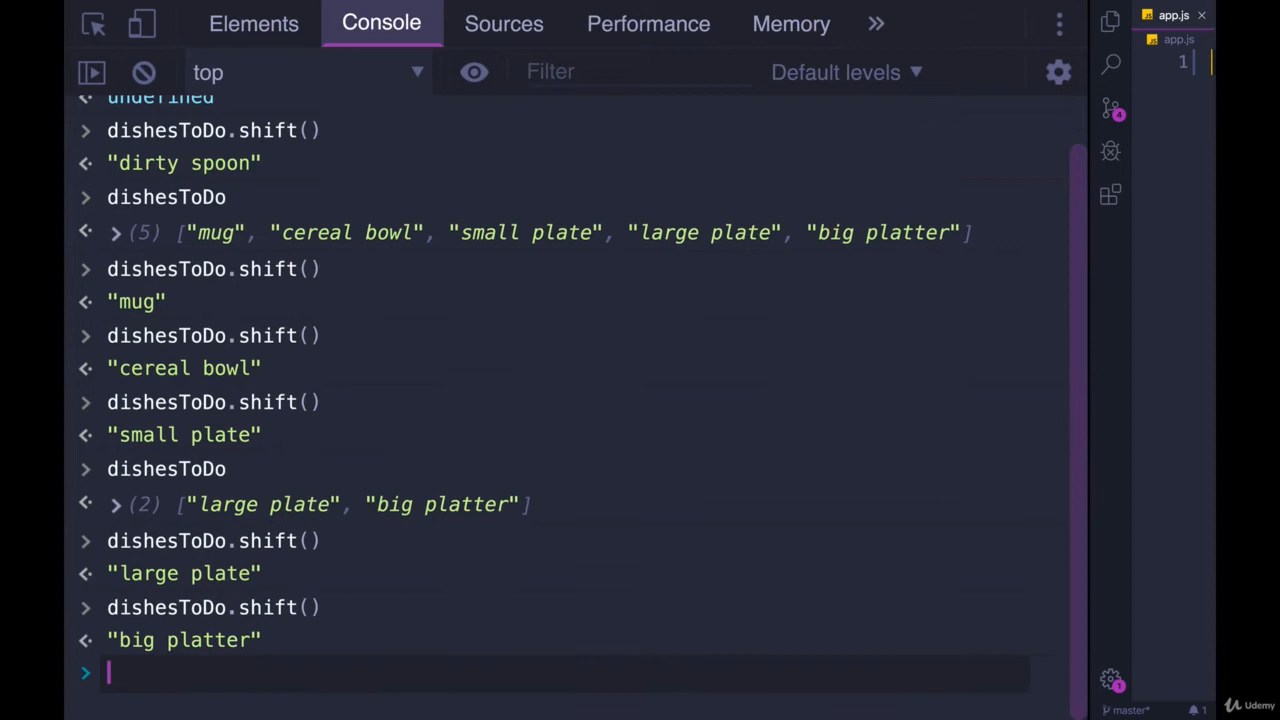 Elements Console Sources Performance Memory
top Filter Default levels
undefined
> dishesToDo.shift()
"dirty spoon"
> dishesToDo
(5) ["mug", "cereal bowl", "small plate", "large plate", "big platter"]
> dishesToDo.shift()
"mug"
> dishesToDo.shift()
"cereal bowl"
> dishesToDo.shift()
"small plate"
> dishesToDo
(2) ["large plate", "big platter"]
> dishesToDo.shift()
"large plate"
> dishesToDo.shift()
"big platter"
>
app.js
app.js
1
4
1
master* 1
Udemy